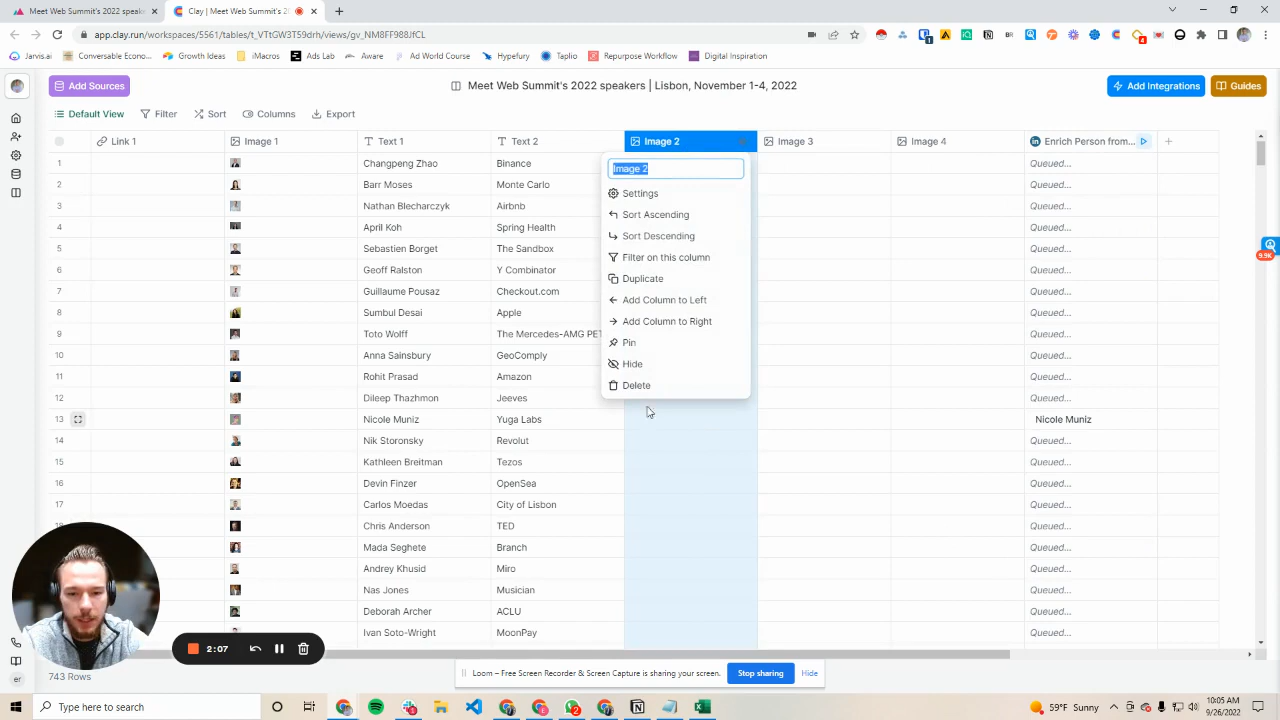 Meet Web Summit's 2022 speake
Clay | Meet Web Summit's 202
app.clay.run/workspaces/5561/tables/t_VTtGW3T59drh/views/gv_NM8FF988JfCL
Jarvis.ai
Conversable Econo...
iMacros
Ads Lab
Aware
Ad World Course
Hypefury
Taplio
Repurpose Workflow
Digital Inspiration
Add Sources
Meet Web Summit's 2022 speakers | Lisbon, November 1-4, 2022
Add Integrations
Guides
Default View
Filter
Sort
Columns
Export
Link 1
Image 1
Text 1
Text 2
Image 2
Image 3
Image 4
Enrich Person from...
1 Changpeng Zhao Binance Queued...
2 Barr Moses Monte Carlo Queued...
3 Nathan Blecharczyk Airbnb Queued...
4 April Koh Spring Health Queued...
5 Sebastien Borget The Sandbox Queued...
6 Geoff Ralston Y Combinator Queued...
7 Guillaume Pousaz Checkout.com Queued...
8 Sumbul Desai Apple Queued...
9 Toto Wolff The Mercedes-AMG PET Queued...
10 Anna Sainsbury GeoComply Queued...
11 Rohit Prasad Amazon Queued...
12 Dileep Thazhmon Jeeves Queued...
13 Nicole Muniz Yuga Labs Nicole Muniz
14 Nik Storonsky Revolut Queued...
15 Kathleen Breitman Tezos Queued...
16 Devin Finzer OpenSea Queued...
17 Carlos Moedas City of Lisbon Queued...
Chris Anderson TED Queued...
Mada Seghete Branch Queued...
Andrey Khusid Miro Queued...
Nas Jones Musician Queued...
Deborah Archer ACLU Queued...
Ivan Soto-Wright MoonPay Queued...
Image 2
Settings
Sort Ascending
Sort Descending
Filter on this column
Duplicate
Add Column to Left
Add Column to Right
Pin
Hide
Delete
9.9K
2:07
43 Rows
Loom – Free Screen Recorder & Screen Capture is sharing your screen.
Stop sharing
Hide
Type here to search
59°F Sunny
10:05 AM
9/26/2022